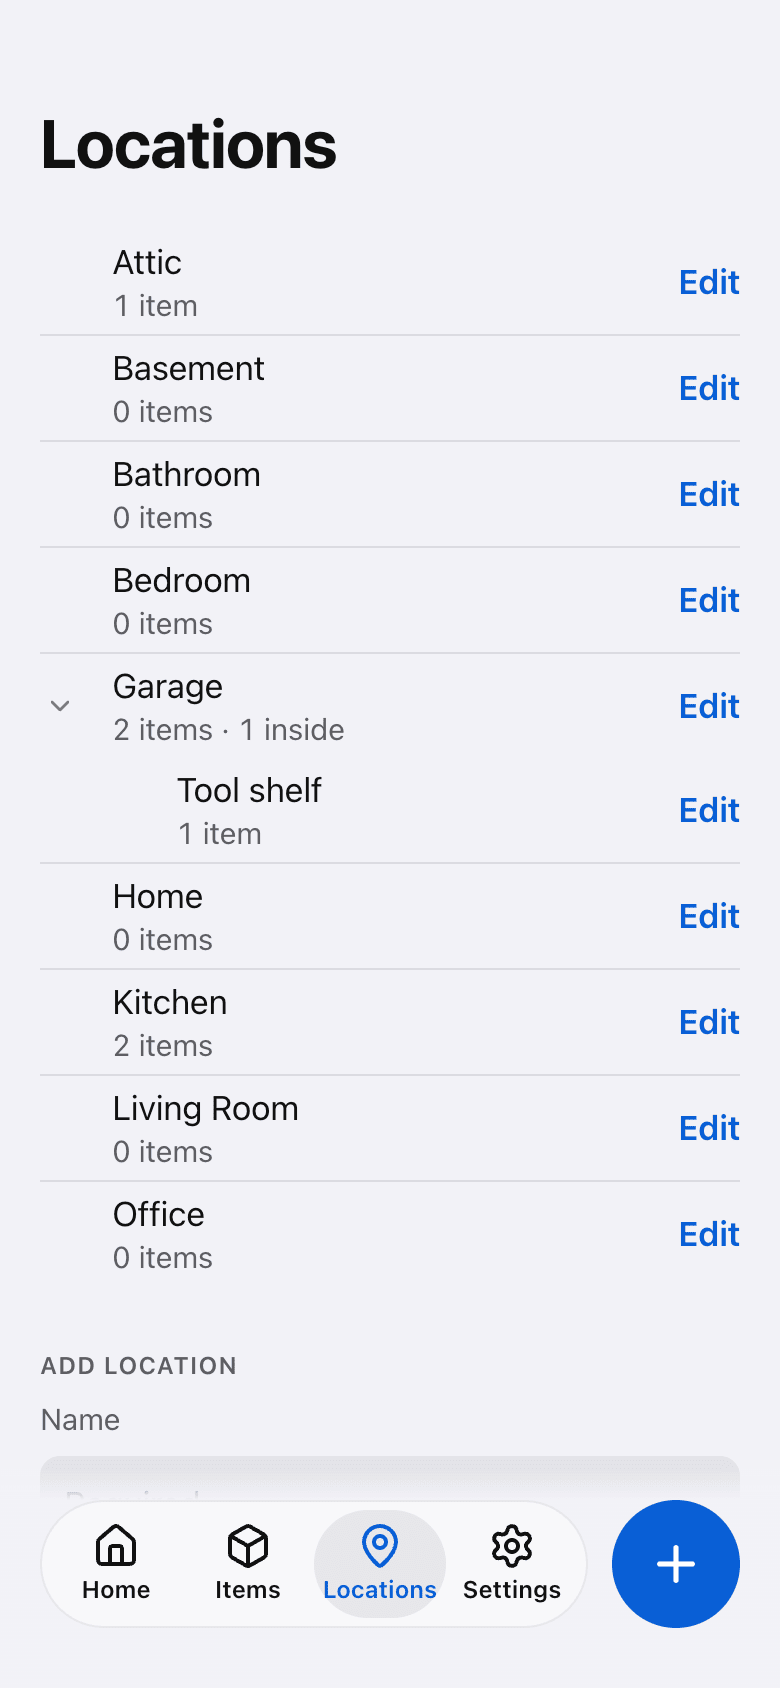 Locations
Attic
1 item
Edit
Basement
0 items
Edit
Bathroom
0 items
Edit
Bedroom
0 items
Edit
Garage
2 items · 1 inside
Edit
Tool shelf
1 item
Edit
Home
0 items
Edit
Kitchen
2 items
Edit
Living Room
0 items
Edit
Office
0 items
Edit
ADD LOCATION
Name
Home
Items
Locations
Settings